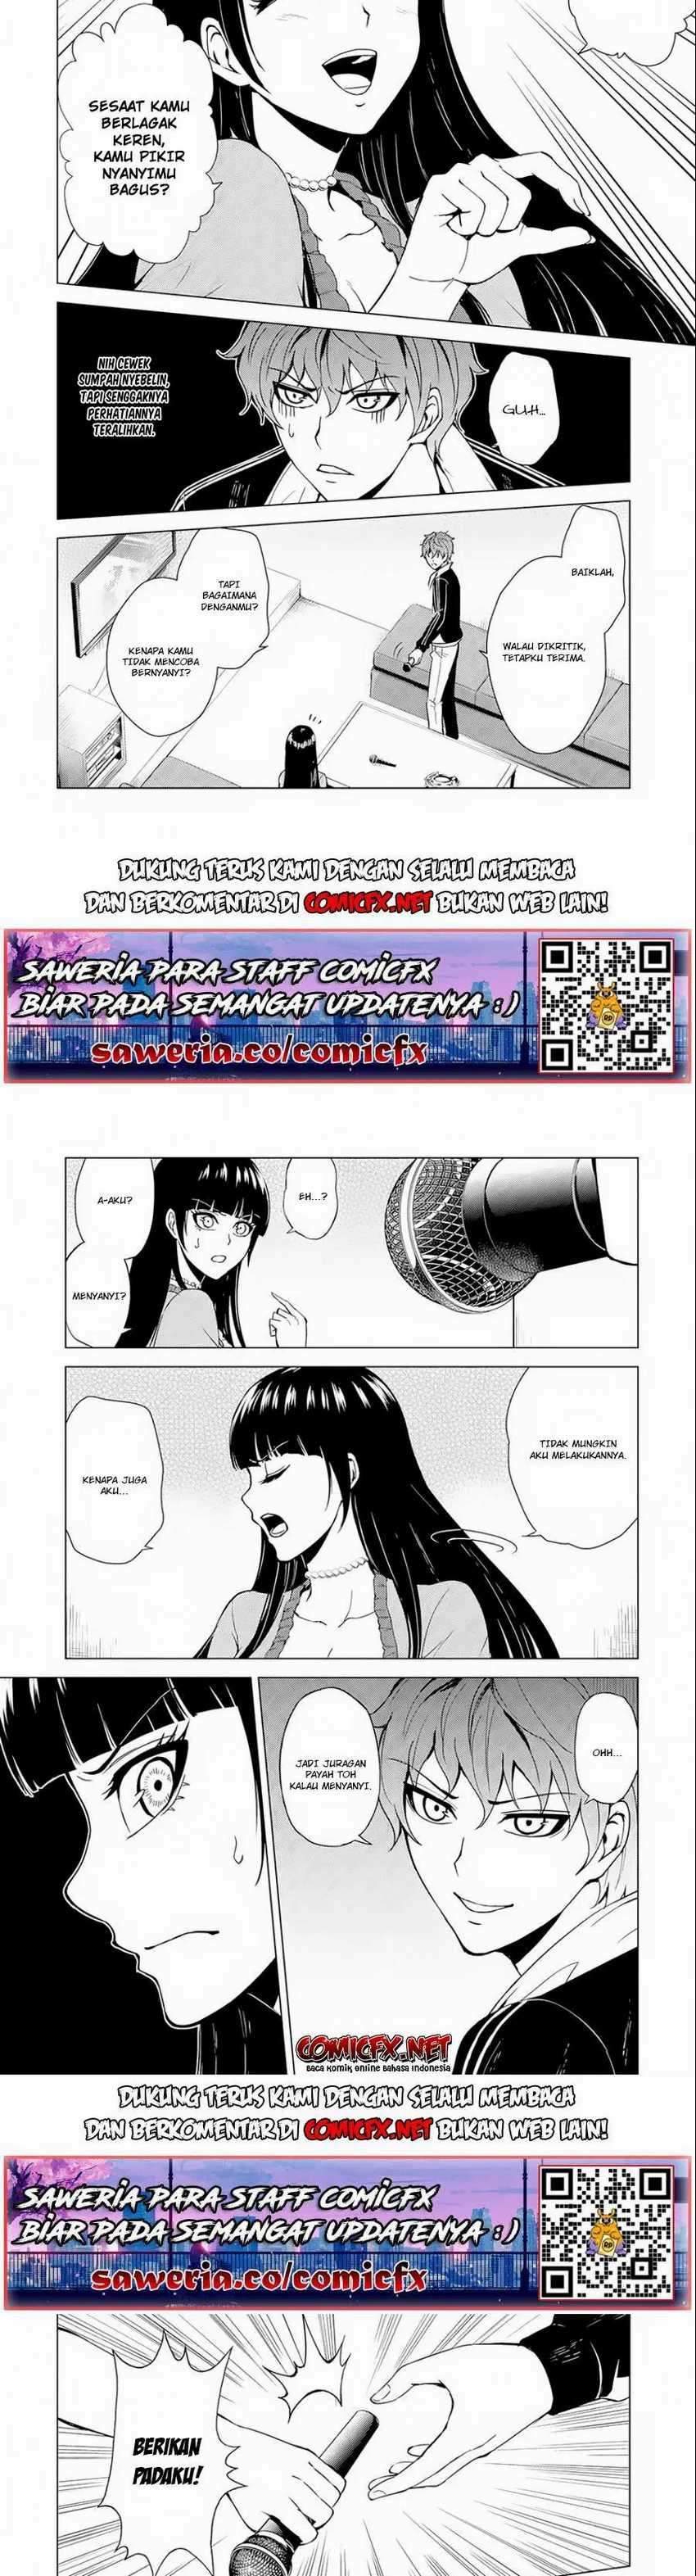 SESAAT KAMU
BERLAGAK
KEREN,
KAMU PIKIR
NYANYIMU
BAGUS?
NIH CEWEK
SUMPAH NYEBELIN,
TAPI SENGGAKNYA
PERHATIANNYA
TERALIHKAN.
GUH...
BAIKLAH,
WALAU DIKRITIK,
TETAPKU TERIMA.
TAPI
BAGAIMANA
DENGANMU?
KENAPA KAMU
TIDAK MENCOBA
BERNYANYI?
DUKUNG TERUS KAMI DENGAN SELALU MEMBACA
DAN BERKOMENTAR DI COMICFX.NET BUKAN WEB LAIN!
SAWERIA PARA STAFF COMICFX
BIAR PADA SEMANGAT UPDATENYA :)
saweria.co/comicfx
RP
EH...?
A-AKU?
MENYANYI?
TIDAK MUNGKIN
AKU MELAKUKANNYA.
KENAPA JUGA
AKU...
OHH...
JADI JURAGAN
PAYAH TOH
KALAU MENYANYI.
COMICFX.NET
BACA KOMIK ONLINE BAHASA INDONESIA
DUKUNG TERUS KAMI DENGAN SELALU MEMBACA
DAN BERKOMENTAR DI COMICFX.NET BUKAN WEB LAIN!
SAWERIA PARA STAFF COMICFX
BIAR PADA SEMANGAT UPDATENYA :)
saweria.co/comicfx
RP
BERIKAN
PADAKU!